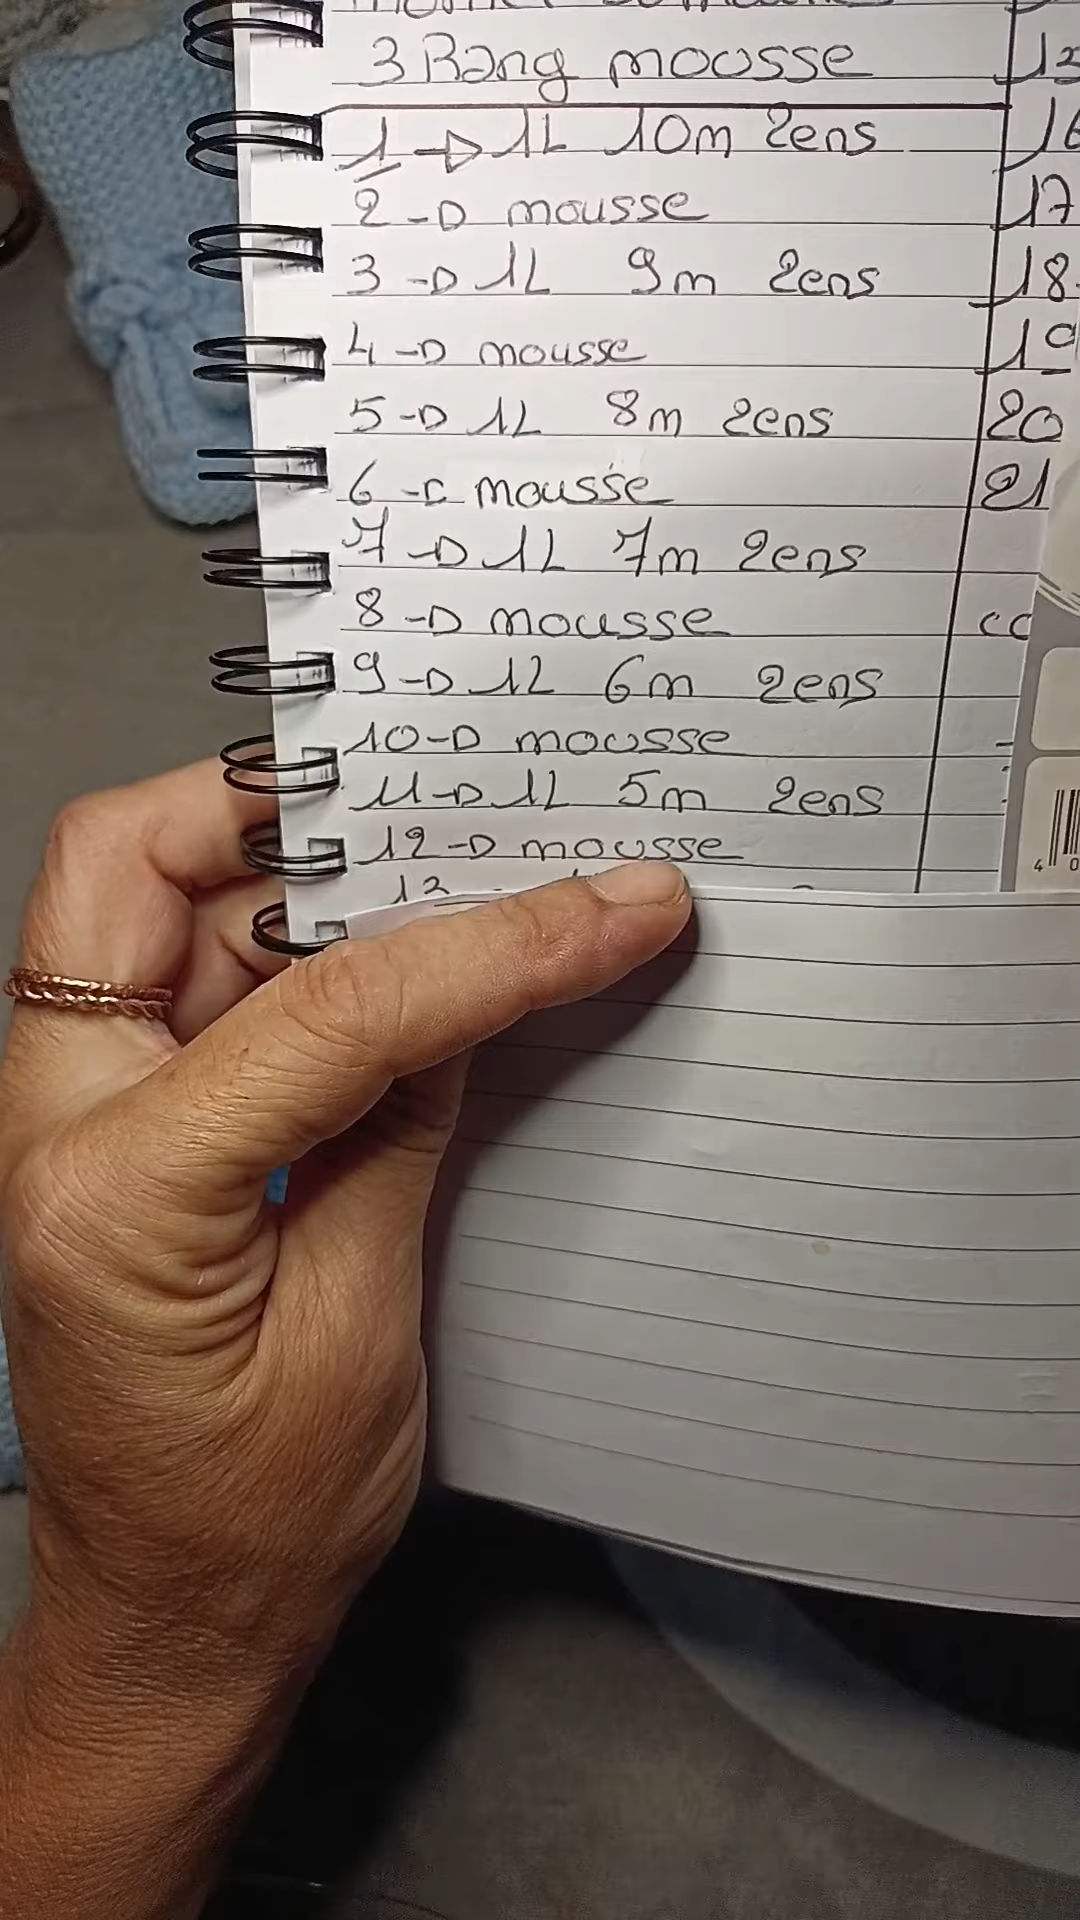 3 Rang mousse
1 → 1L 10m 2ens
2 → mousse
3 → 1L 9m 2ens
4 → mousse
5 → 1L 8m 2ens
6 → mousse
7 → 1L 7m 2ens
8 → mousse
9 → 1L 6m 2ens
10 → mousse
11 → 1L 5m 2ens
12 → mousse
17
18
20
21
4 0